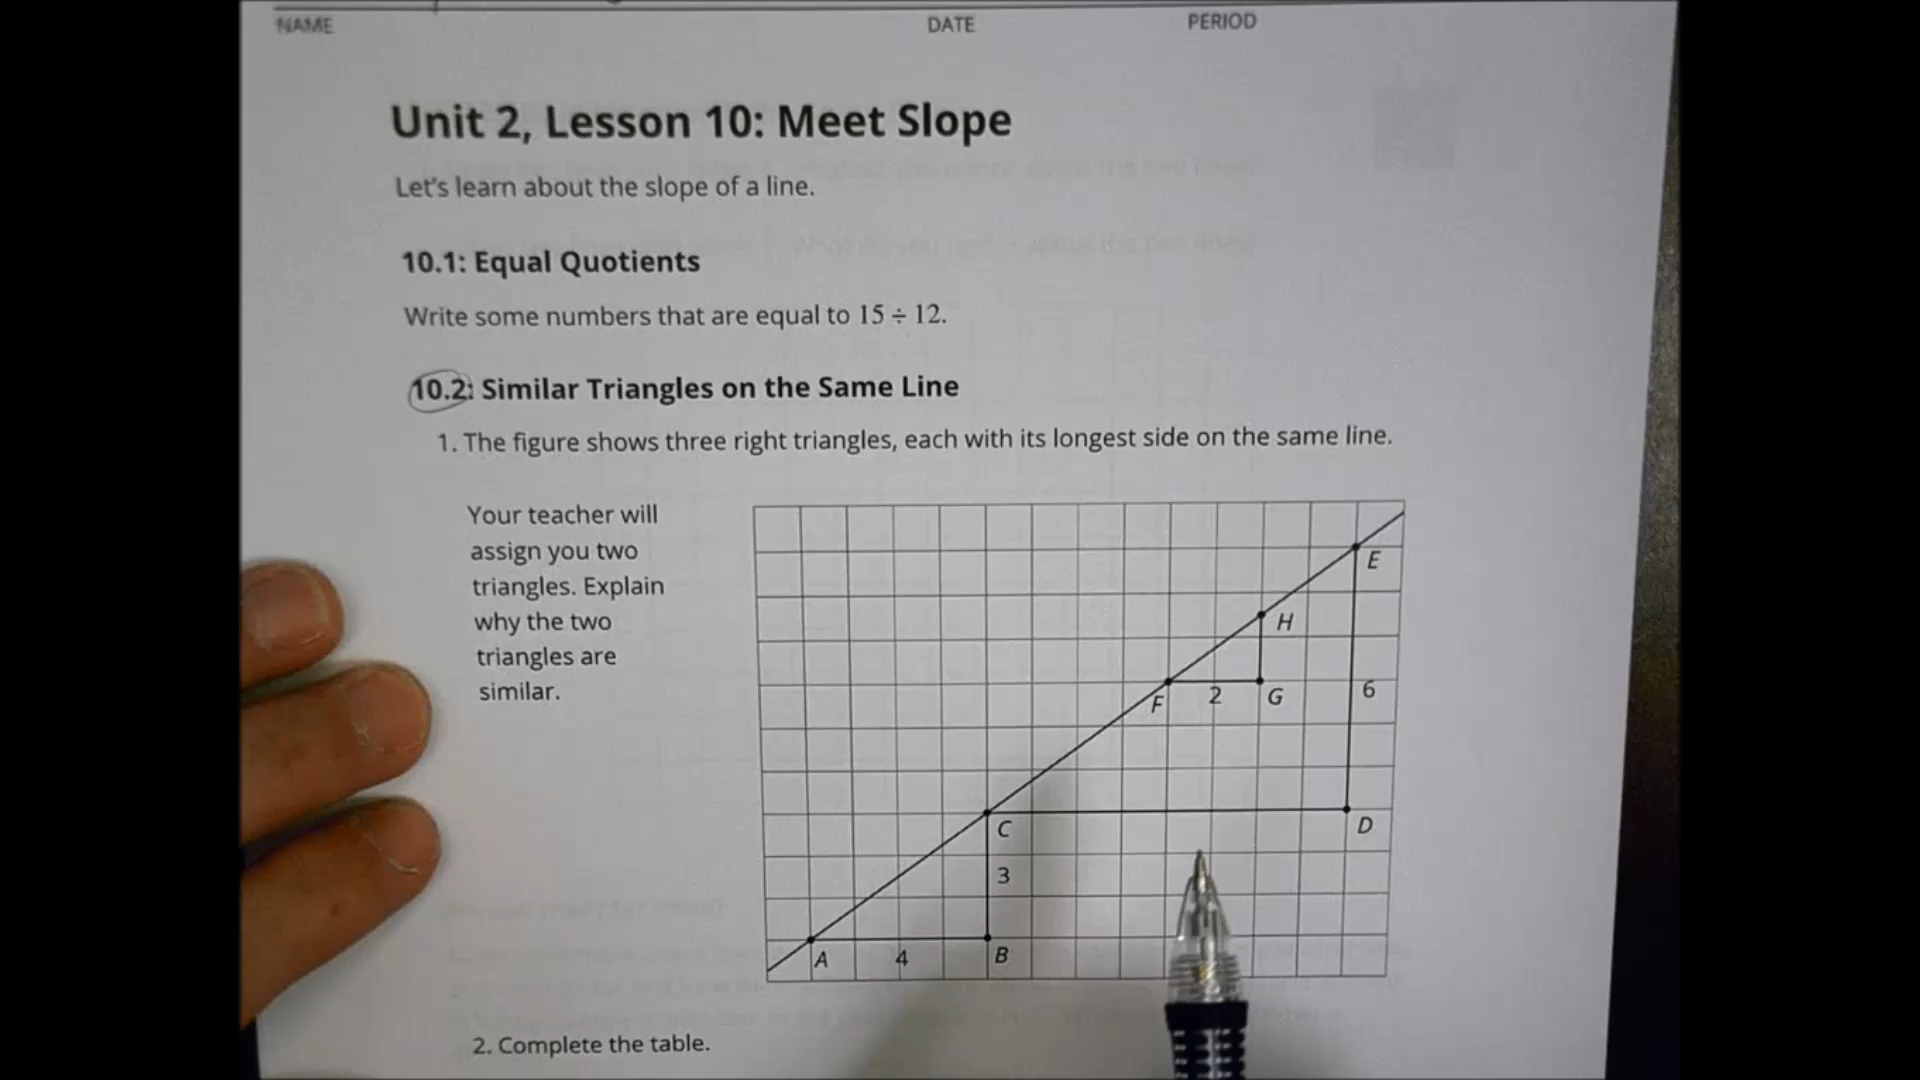 NAME DATE PERIOD
Unit 2, Lesson 10: Meet Slope
Let's learn about the slope of a line.
10.1: Equal Quotients
Write some numbers that are equal to 15 ÷ 12.
10.2: Similar Triangles on the Same Line
1. The figure shows three right triangles, each with its longest side on the same line.
Your teacher will
assign you two
triangles. Explain
why the two
triangles are
similar.
E
H
F 2 G 6
C D
3
A 4 B
2. Complete the table.